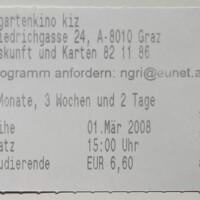 gartenkino kiz
iedrichgasse 24, A-8010 Graz
skunft und Karten 82 11 86
rogramm anfordern: ngri@eunet.a
Monate, 3 Wochen und 2 Tage
ihe 01.Mär 2008
atz 15:00 Uhr
udierende EUR 6,60